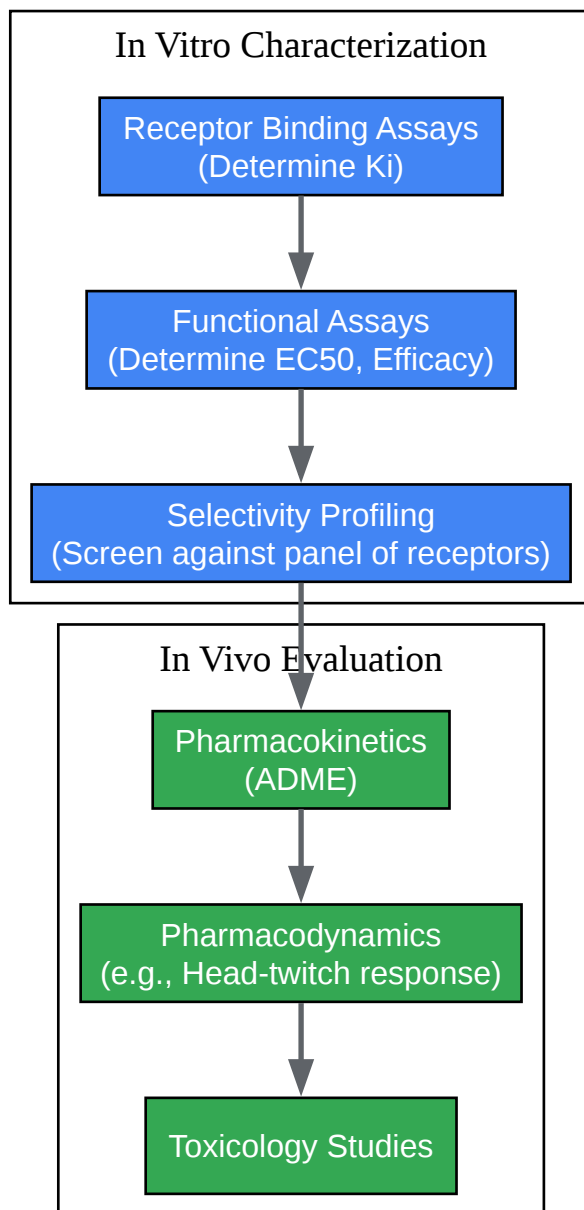 In Vitro Characterization
Receptor Binding Assays
(Determine Ki)
Functional Assays
(Determine EC50, Efficacy)
Selectivity Profiling
(Screen against panel of receptors)
In Vivo Evaluation
Pharmacokinetics
(ADME)
Pharmacodynamics
(e.g., Head-twitch response)
Toxicology Studies